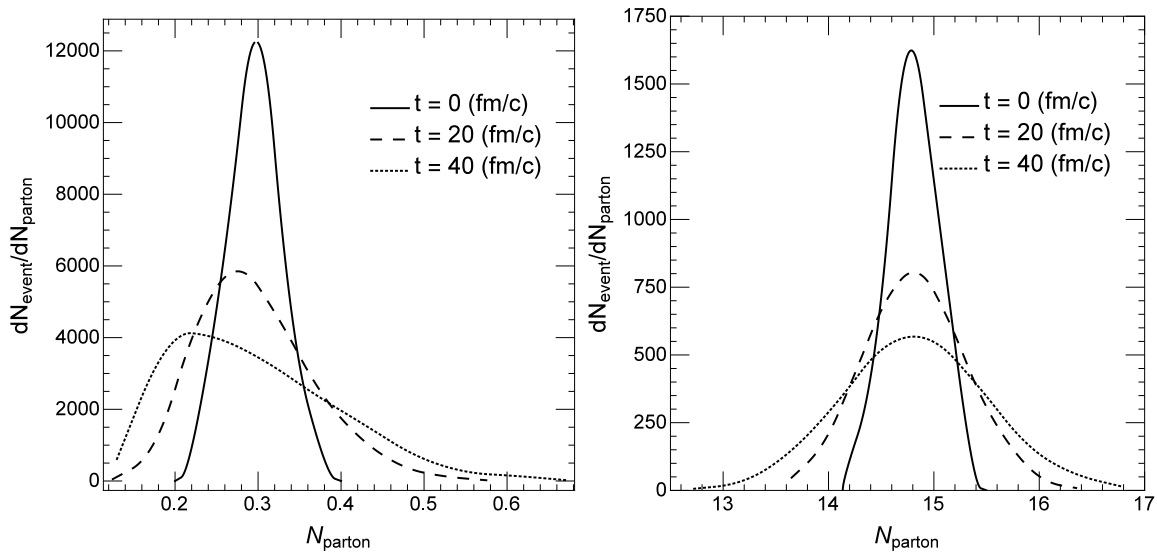 dN_event/dN_parton
12000
10000
8000
6000
4000
2000
0
t = 0 (fm/c)
t = 20 (fm/c)
t = 40 (fm/c)
0.2 0.3 0.4 0.5 0.6
N_parton
dN_event/dN_parton
1750
1500
1250
1000
750
500
250
0
t = 0 (fm/c)
t = 20 (fm/c)
t = 40 (fm/c)
13 14 15 16 17
N_parton